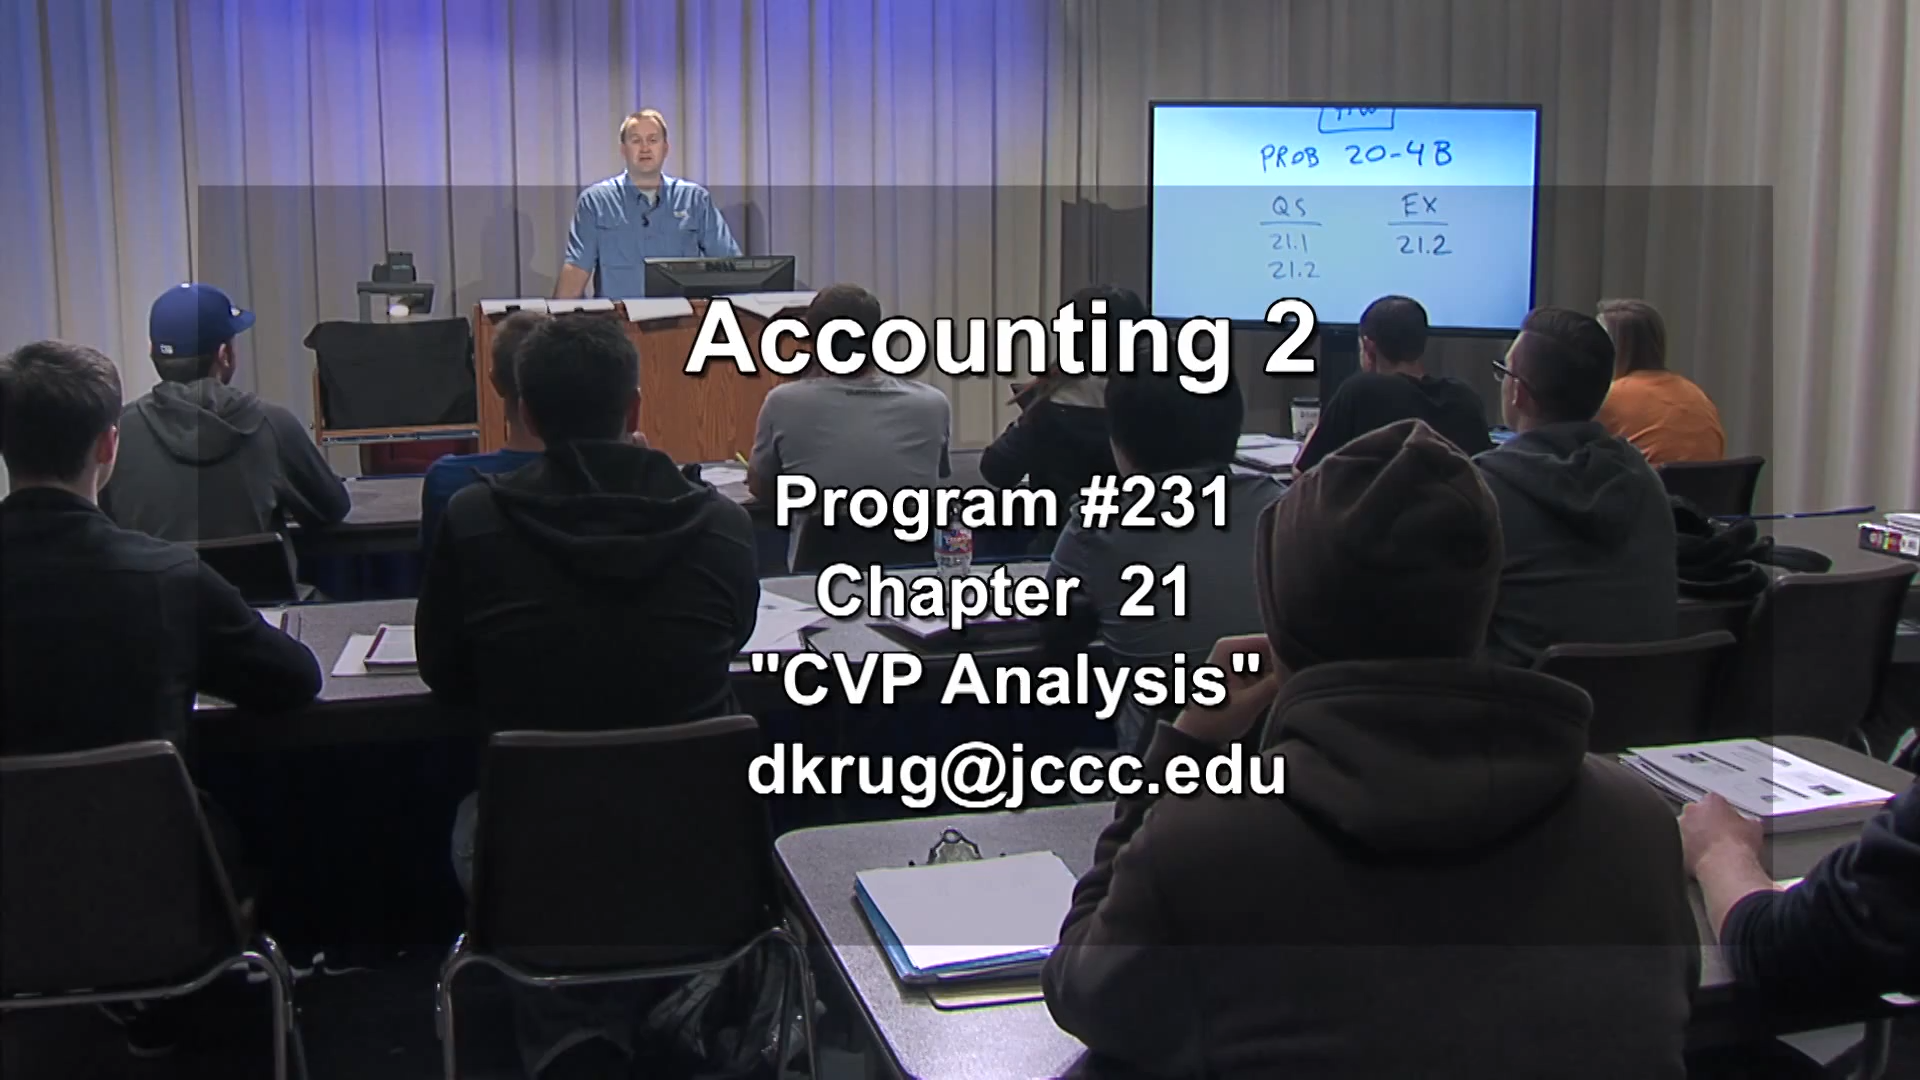 PROB 20-4B
QS EX
21.1 21.2
21.2
DELL
Accounting 2
Program #231
Chapter 21
"CVP Analysis"
dkrug@jccc.edu